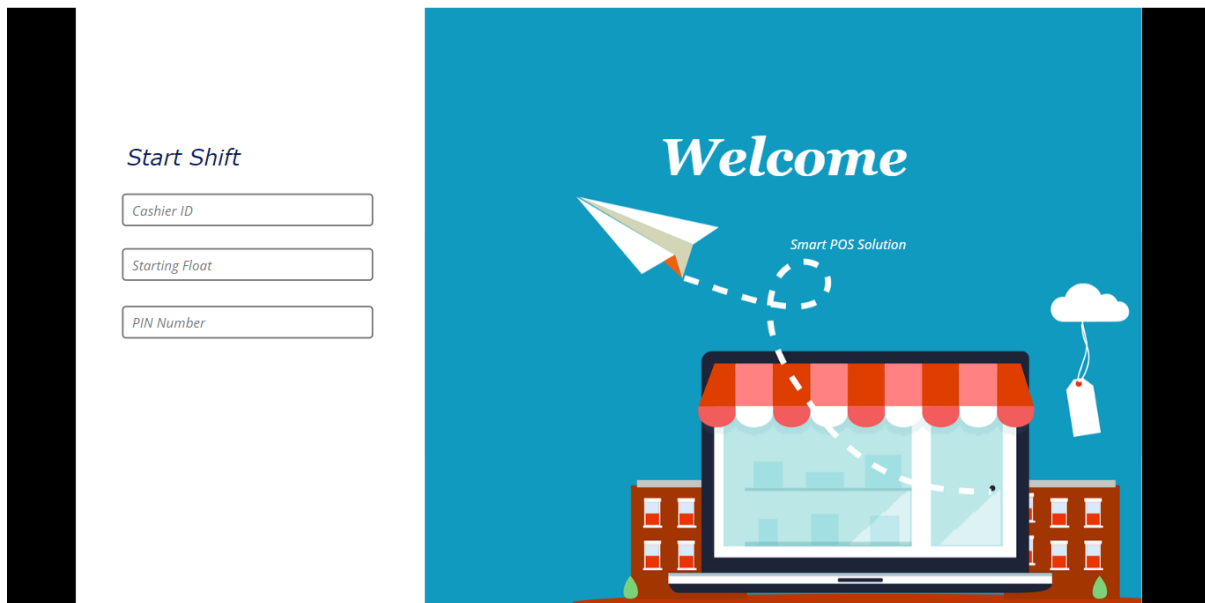 Start Shift
Cashier ID
Starting Float
PIN Number
Welcome
Smart POS Solution